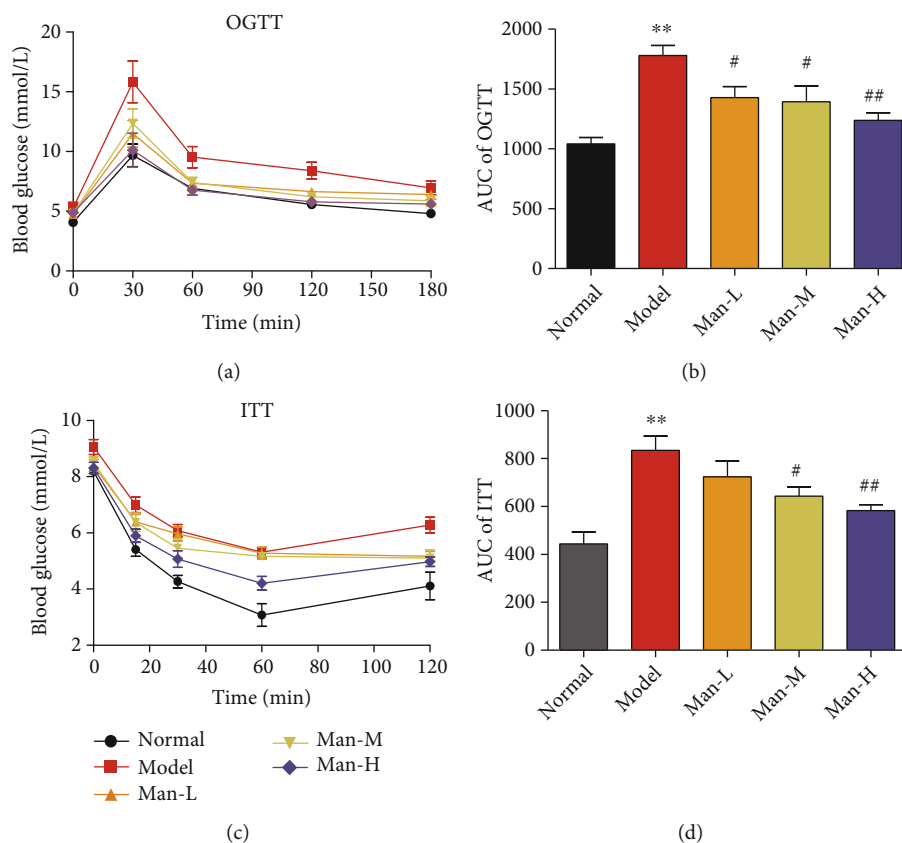 OGTT
Blood glucose (mmol/L)
20
15
10
5
0
0 30 60 90 120 150 180
Time (min)
(a)
AUC of OGTT
2000
1500
1000
500
0
**
#
#
##
Normal
Model
Man-L
Man-M
Man-H
(b)
ITT
Blood glucose (mmol/L)
10
8
6
4
2
0 20 40 60 80 100 120
Time (min)
Normal
Model
Man-L
Man-M
Man-H
(c)
AUC of ITT
1000
800
600
400
200
0
**
#
##
Normal
Model
Man-L
Man-M
Man-H
(d)